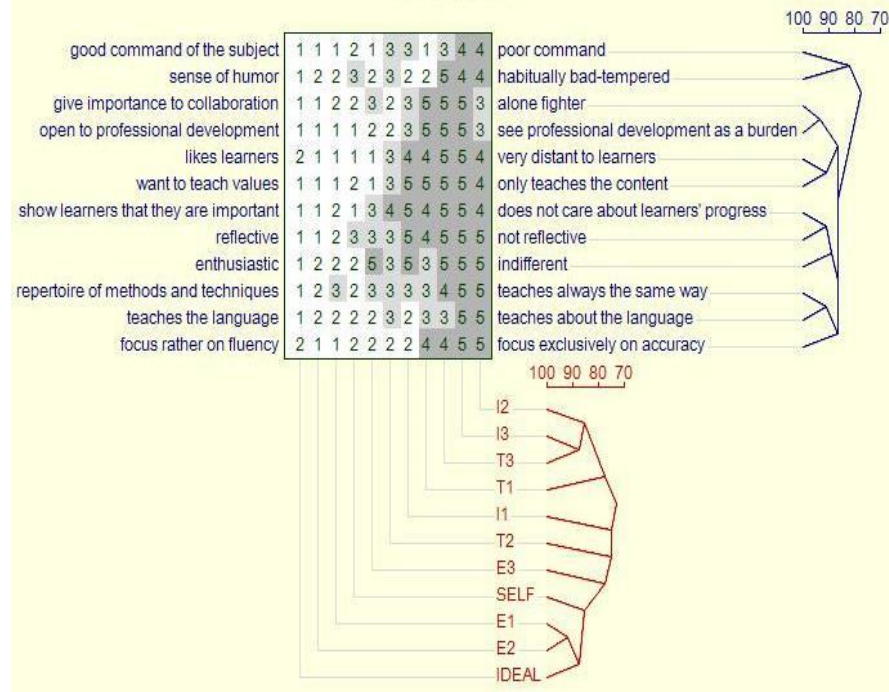 100 90 80 70
good command of the subject 1 1 1 2 1 3 3 1 3 4 4 poor command
sense of humor 1 2 2 3 2 3 2 2 5 4 4 habitually bad-tempered
give importance to collaboration 1 1 2 2 3 2 3 5 5 5 3 alone fighter
open to professional development 1 1 1 1 2 2 3 5 5 5 3 see professional development as a burden
likes learners 2 1 1 1 1 3 4 4 5 5 4 very distant to learners
want to teach values 1 1 1 2 1 3 5 5 5 5 4 only teaches the content
show learners that they are important 1 1 2 1 3 4 5 4 5 5 4 does not care about learners' progress
reflective 1 1 2 3 3 3 5 4 5 5 5 not reflective
enthusiastic 1 2 2 2 5 3 5 3 5 5 5 indifferent
repertoire of methods and techniques 1 2 3 2 3 3 3 3 4 5 5 teaches always the same way
teaches the language 1 2 2 2 2 3 2 3 3 5 5 teaches about the language
focus rather on fluency 2 1 1 2 2 2 2 4 4 5 5 focus exclusively on accuracy
100 90 80 70
I2
I3
T3
T1
I1
T2
E3
SELF
E1
E2
IDEAL